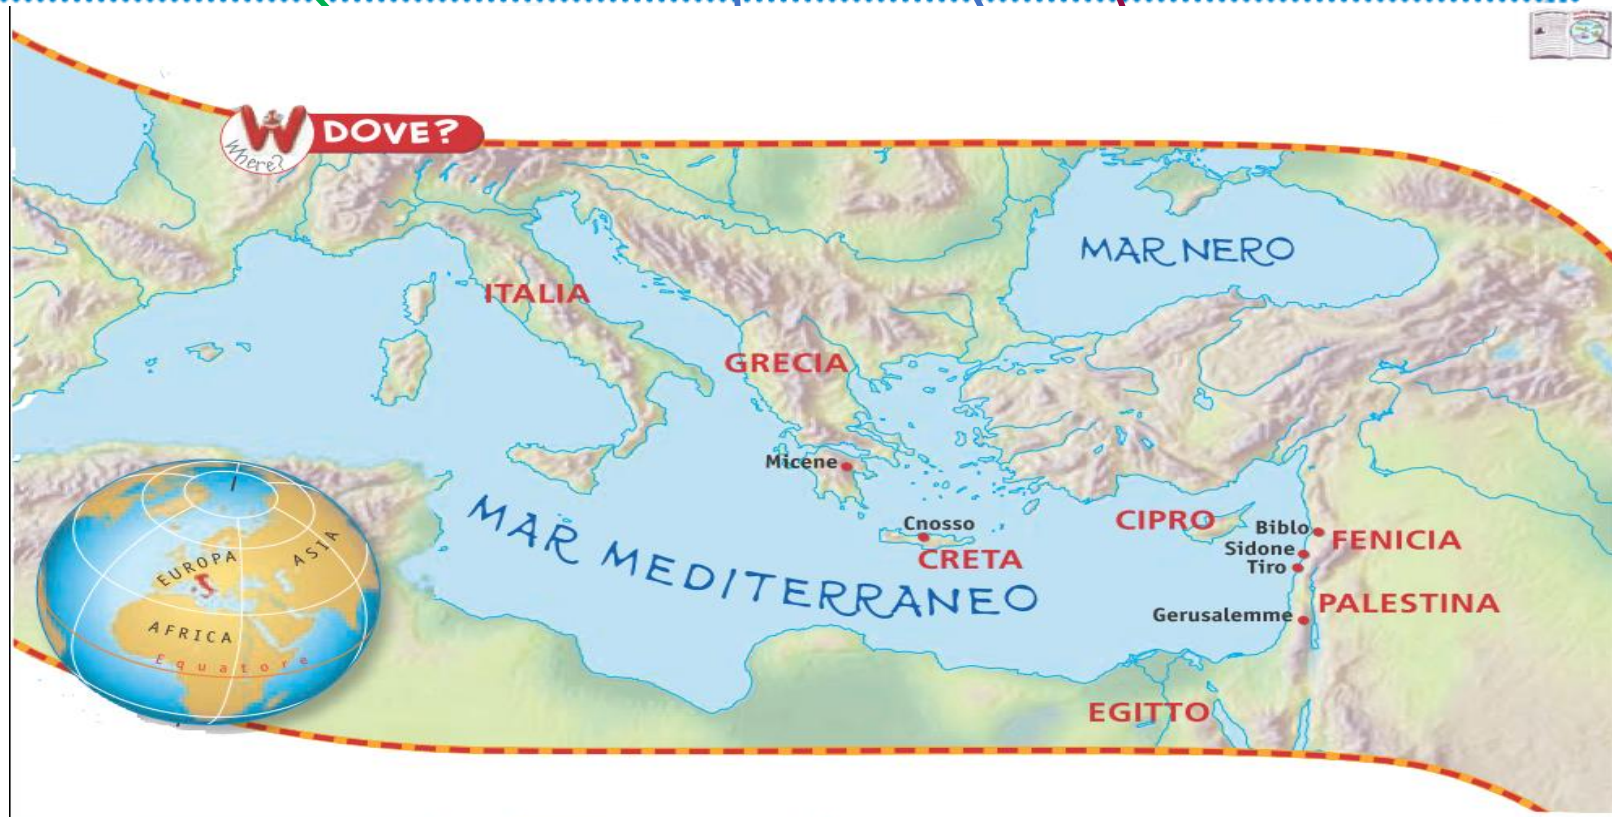 W DOVE?
Where?
MAR NERO
ITALIA
GRECIA
Micene
Cnosso
CRETA
CIPRO
Biblo
FENICIA
Sidone
Tiro
PALESTINA
Gerusalemme
MAR MEDITERRANEO
EGITTO
EUROPA
ASIA
AFRICA
Equatore